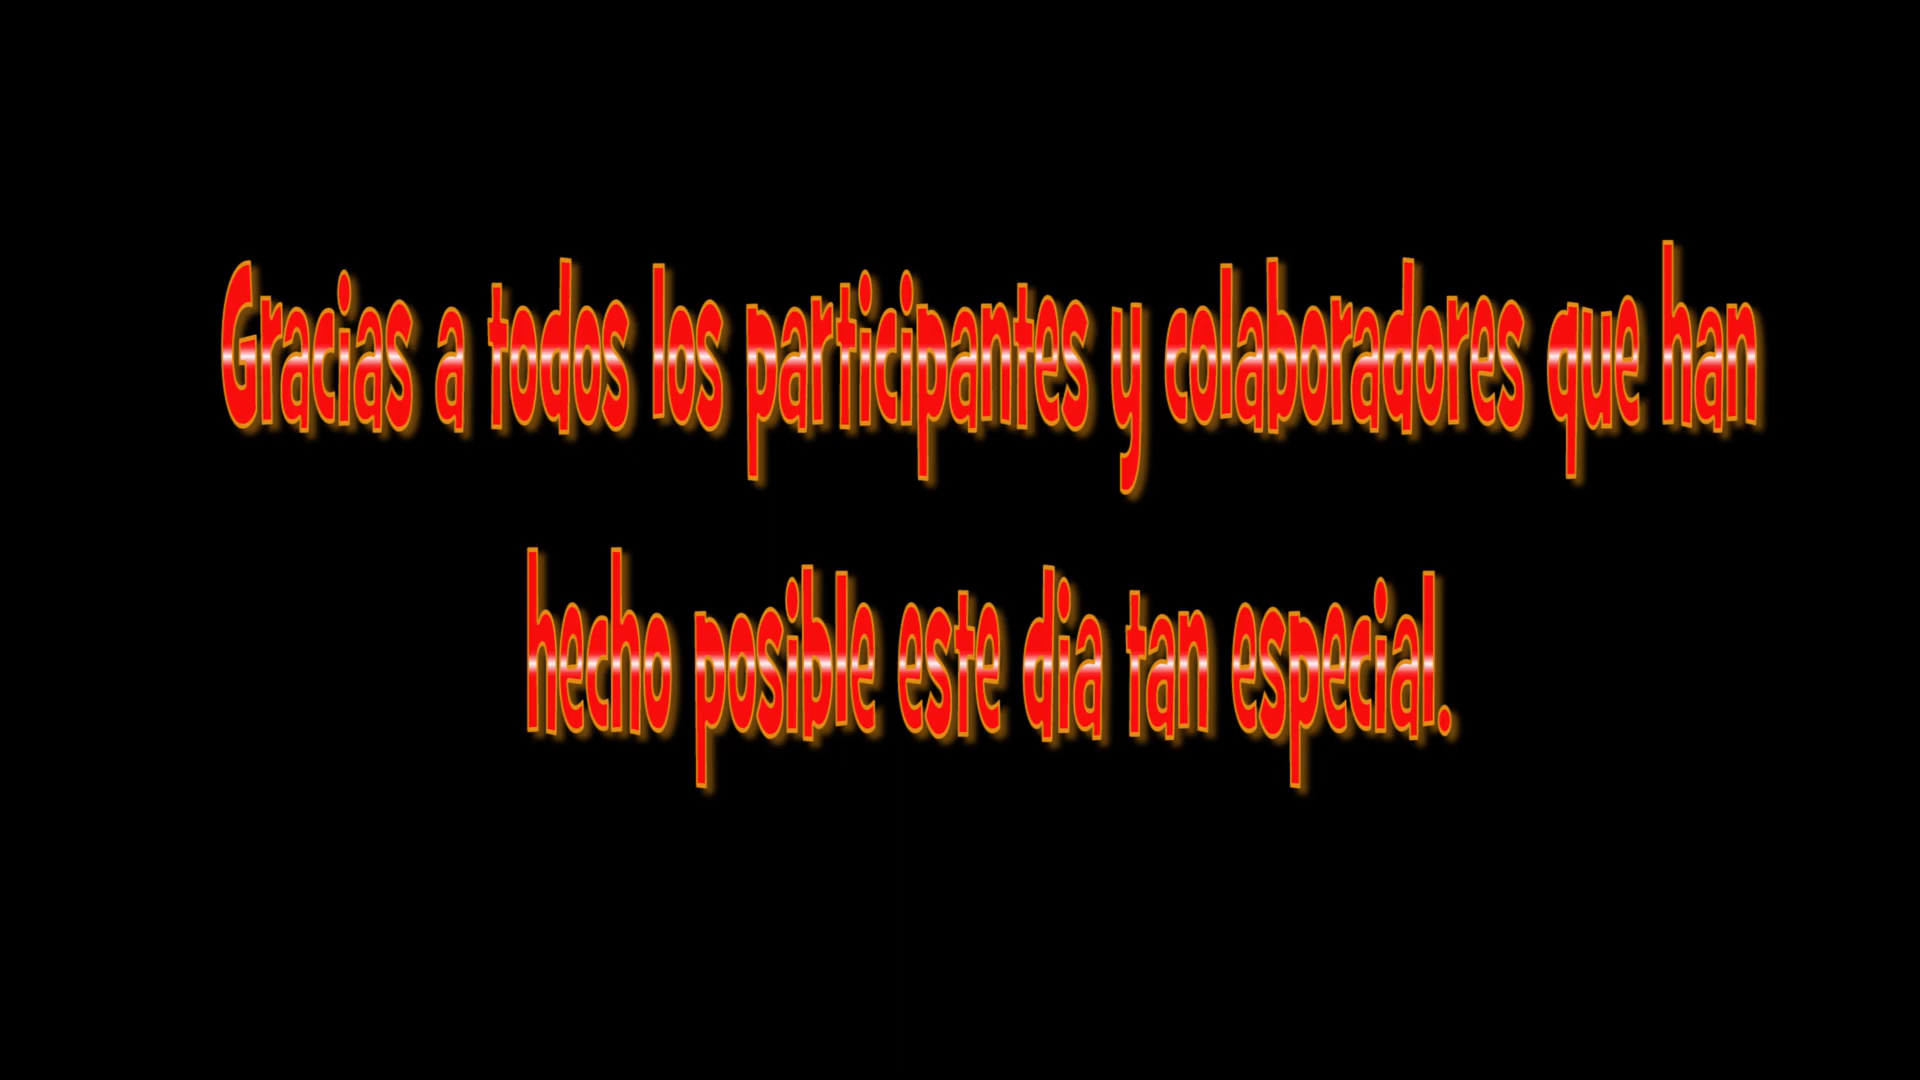 Gracias a todos los participantes y colaboradores que han
hecho posible este dia tan especial.